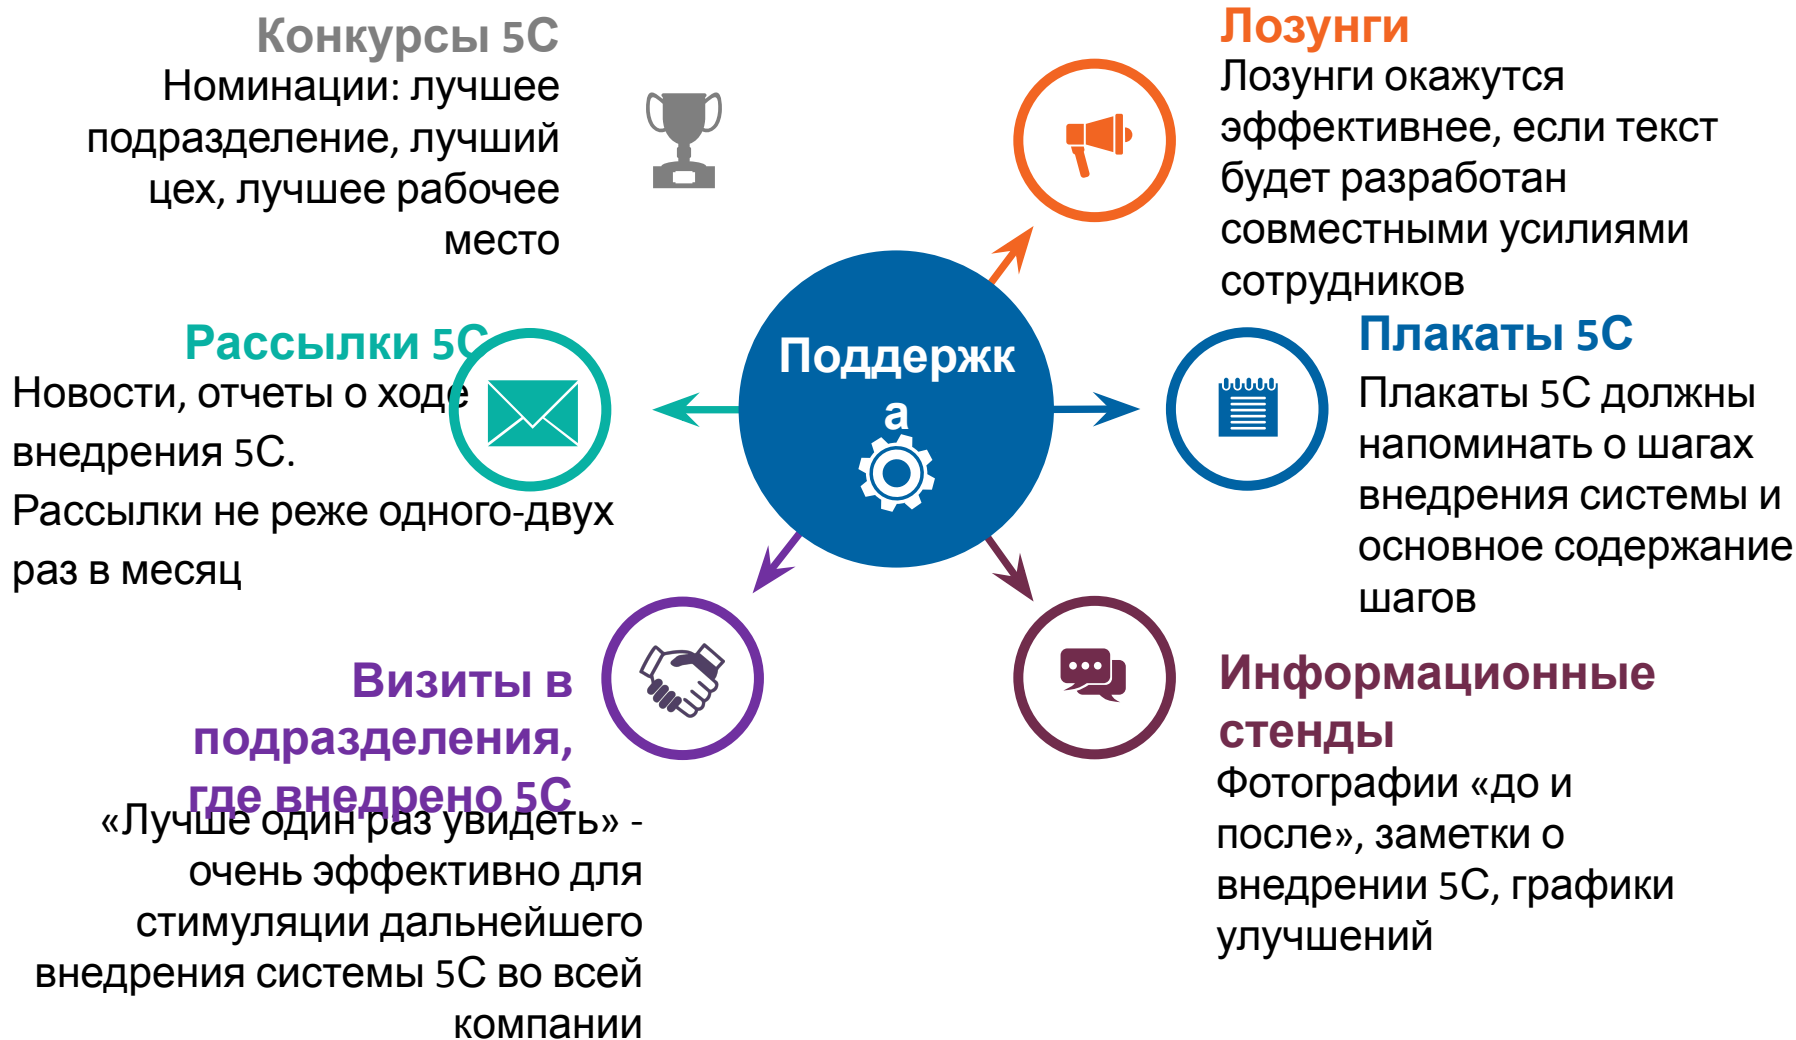 Конкурсы 5С
Номинации: лучшее
подразделение, лучший
цех, лучшее рабочее
место
Лозунги
Лозунги окажутся
эффективнее, если текст
будет разработан
совместными усилиями
сотрудников
Рассылки 5С
Новости, отчеты о ходе
внедрения 5С.
Рассылки не реже одного-двух
раз в месяц
Поддержк
а
Плакаты 5С
Плакаты 5С должны
напоминать о шагах
внедрения системы и
основное содержание
шагов
Визиты в
подразделения,
где внедрено 5С
«Лучше один раз увидеть» -
очень эффективно для
стимуляции дальнейшего
внедрения системы 5С во всей
компании
Информационные
стенды
Фотографии «до и
после», заметки о
внедрении 5С, графики
улучшений